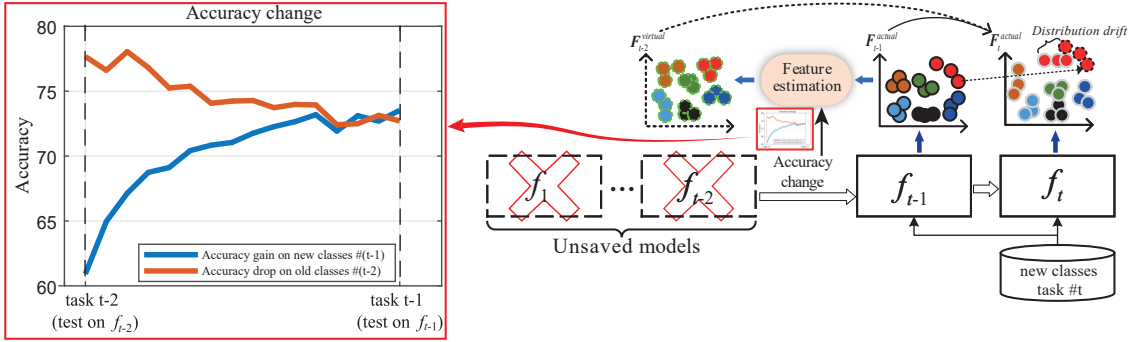 Accuracy change
Accuracy
80
75
70
65
60
Accuracy gain on new classes #(t-1)
Accuracy drop on old classes #(t-2)
task t-2
(test on f_{t-2})
task t-1
(test on f_{t-1})
F_{t-2}^{virtual}
Feature
estimation
F_{t-1}^{actual}
F_t^{actual}
Distribution drift
Accuracy
change
f_1
...
f_{t-2}
Unsaved models
f_{t-1}
f_t
new classes
task #t